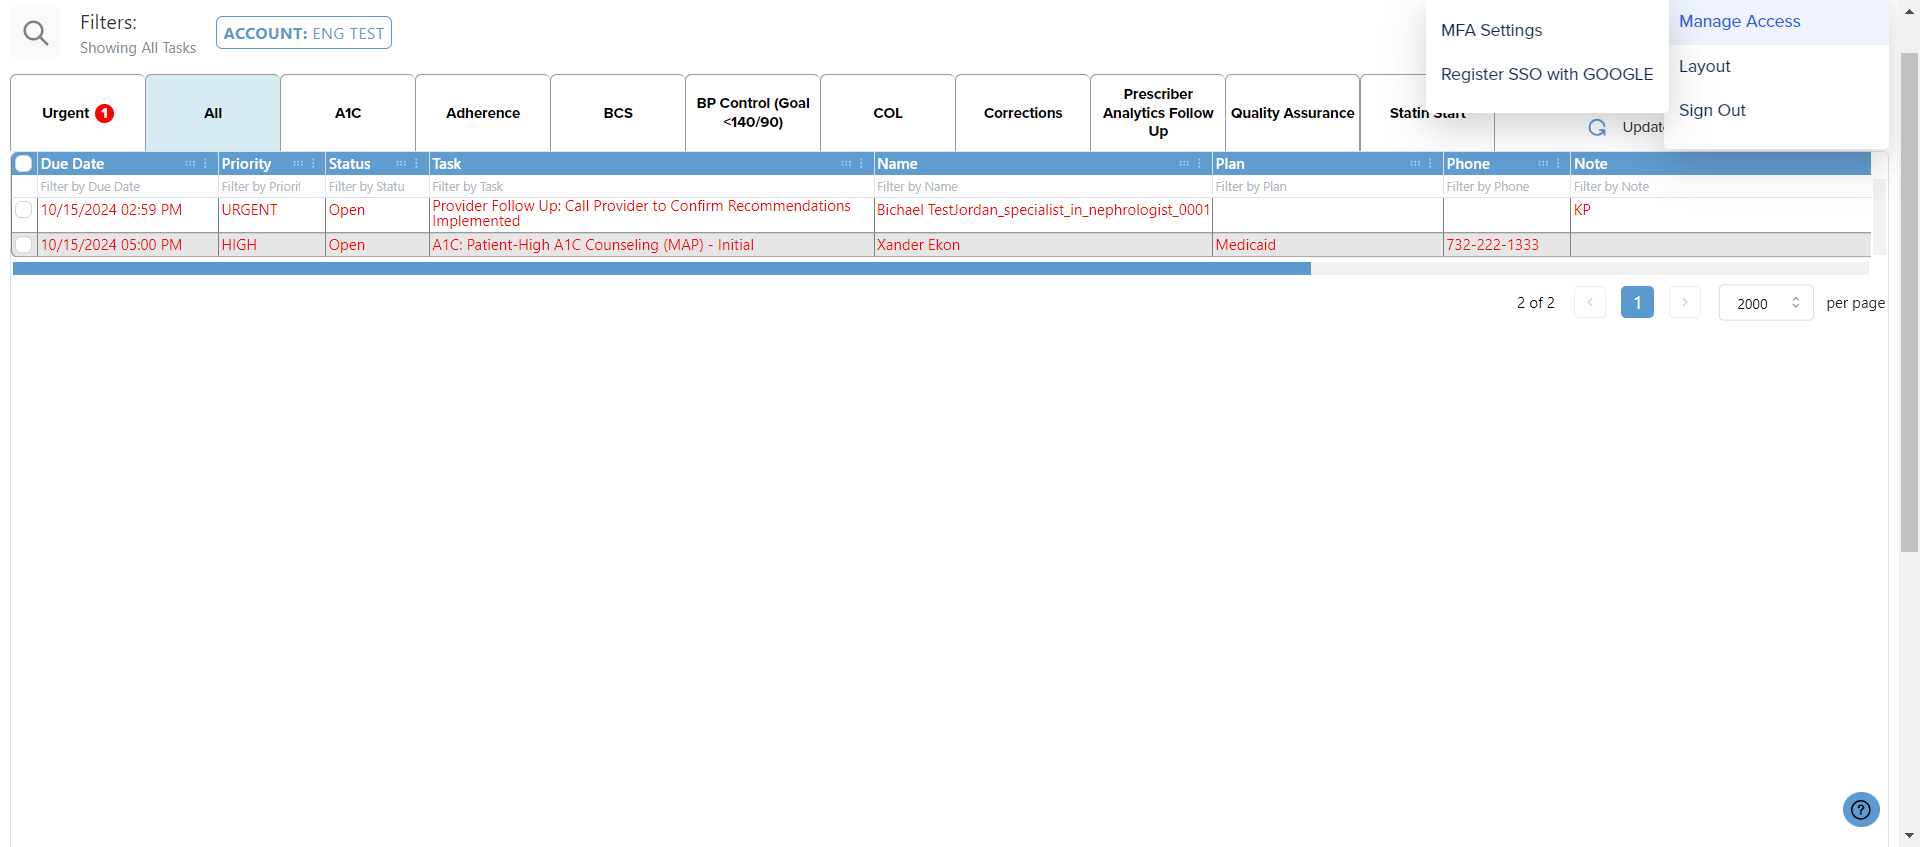 Filters:
Showing All Tasks
ACCOUNT: ENG TEST
MFA Settings
Register SSO with GOOGLE
Manage Access
Layout
Sign Out
Urgent 1
All
A1C
Adherence
BCS
BP Control (Goal
<140/90)
COL
Corrections
Prescriber
Analytics Follow
Up
Quality Assurance
Statin Start
Due Date Priority Status Task Name Plan Phone Note
Filter by Due Date Filter by Priorit Filter by Statu Filter by Task Filter by Name Filter by Plan Filter by Phone Filter by Note
10/15/2024 02:59 PM URGENT Open Provider Follow Up: Call Provider to Confirm Recommendations
Implemented Bichael TestJordan_specialist_in_nephrologist_0001 KP
10/15/2024 05:00 PM HIGH Open A1C: Patient-High A1C Counseling (MAP) - Initial Xander Ekon Medicaid 732-222-1333
2 of 2 < 1 > 2000 per page
?